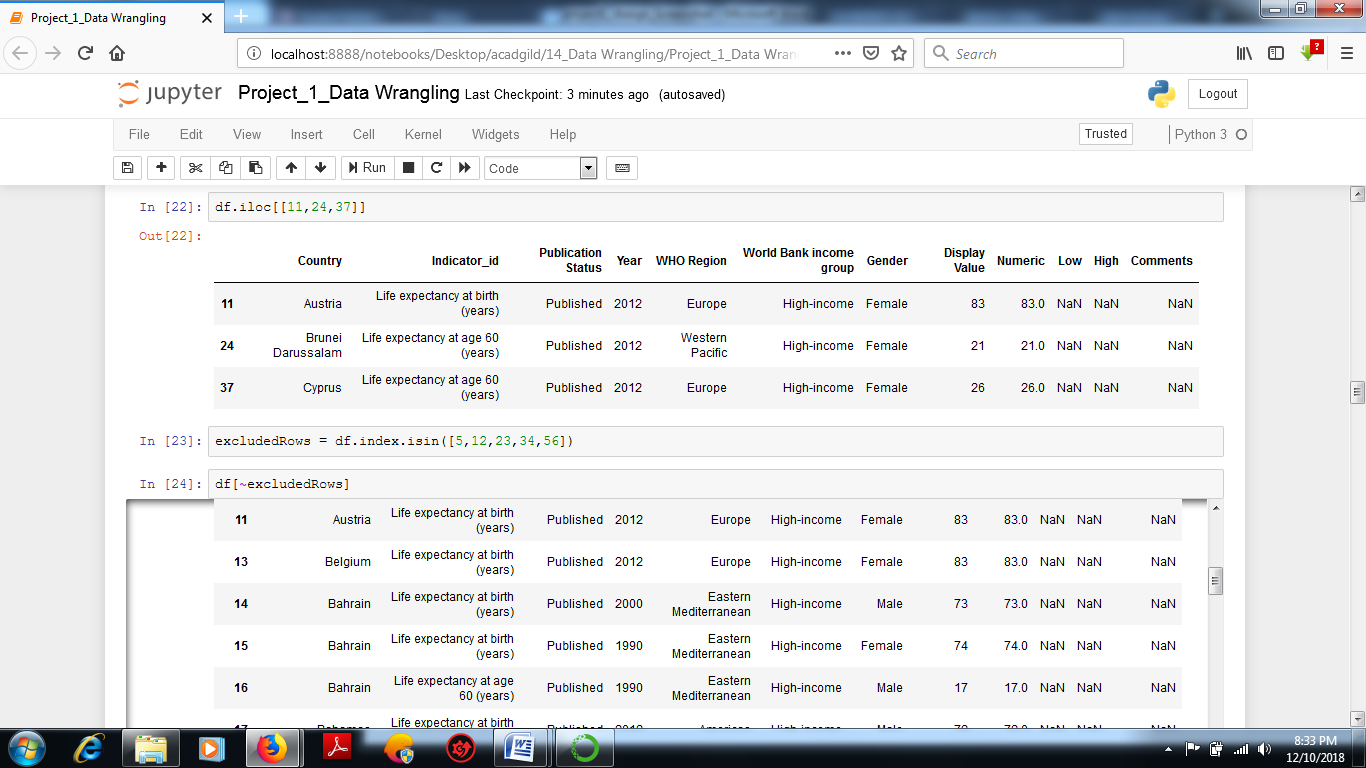 Project_1_Data Wrangling
localhost:8888/notebooks/Desktop/acadgild/14_Data Wrangling/Project_1_Data Wran
Search
jupyter Project_1_Data Wrangling Last Checkpoint: 3 minutes ago (autosaved)
Logout
File Edit View Insert Cell Kernel Widgets Help
Trusted
Python 3
Run
Code
In [22]: df.iloc[[11,24,37]]
Out[22]:
Publication World Bank income Display
Country Indicator_id Status Year WHO Region group Gender Value Numeric Low High Comments
11 Austria Life expectancy at birth (years) Published 2012 Europe High-income Female 83 83.0 NaN NaN NaN
24 Brunei Darussalam Life expectancy at age 60 (years) Published 2012 Western Pacific High-income Female 21 21.0 NaN NaN NaN
37 Cyprus Life expectancy at age 60 (years) Published 2012 Europe High-income Female 26 26.0 NaN NaN NaN
In [23]: excludedRows = df.index.isin([5,12,23,34,56])
In [24]: df[~excludedRows]
11 Austria Life expectancy at birth (years) Published 2012 Europe High-income Female 83 83.0 NaN NaN NaN
13 Belgium Life expectancy at birth (years) Published 2012 Europe High-income Female 83 83.0 NaN NaN NaN
14 Bahrain Life expectancy at birth (years) Published 2000 Eastern Mediterranean High-income Male 73 73.0 NaN NaN NaN
15 Bahrain Life expectancy at birth (years) Published 1990 Eastern Mediterranean High-income Female 74 74.0 NaN NaN NaN
16 Bahrain Life expectancy at age 60 (years) Published 1990 Eastern Mediterranean High-income Male 17 17.0 NaN NaN NaN
Life expectancy at birth
8:33 PM
12/10/2018